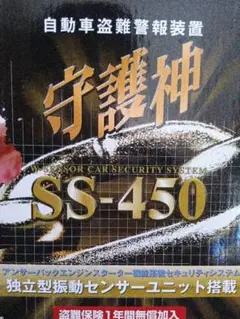 自動車盗難警報装置
守護神
SENSOR CAR SECURITY SYSTEM
SS-450
アンサーバックエンジンスターター機能搭載セキュリティシステム
独立型振動センサーユニット搭載
盗難保険1年間無償加入